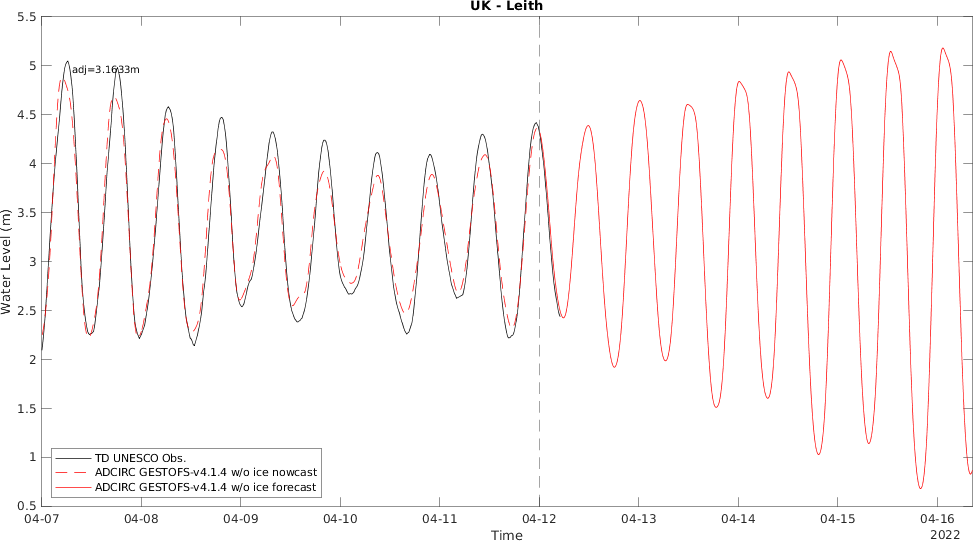 UK - Leith
5.5
5
4.5
4
3.5
3
2.5
2
1.5
1
0.5
Water Level (m)
adj=3.1633m
TD UNESCO Obs.
ADCIRC GESTOFS-v4.1.4 w/o ice nowcast
ADCIRC GESTOFS-v4.1.4 w/o ice forecast
04-07 04-08 04-09 04-10 04-11 04-12 04-13 04-14 04-15 04-16
Time
2022